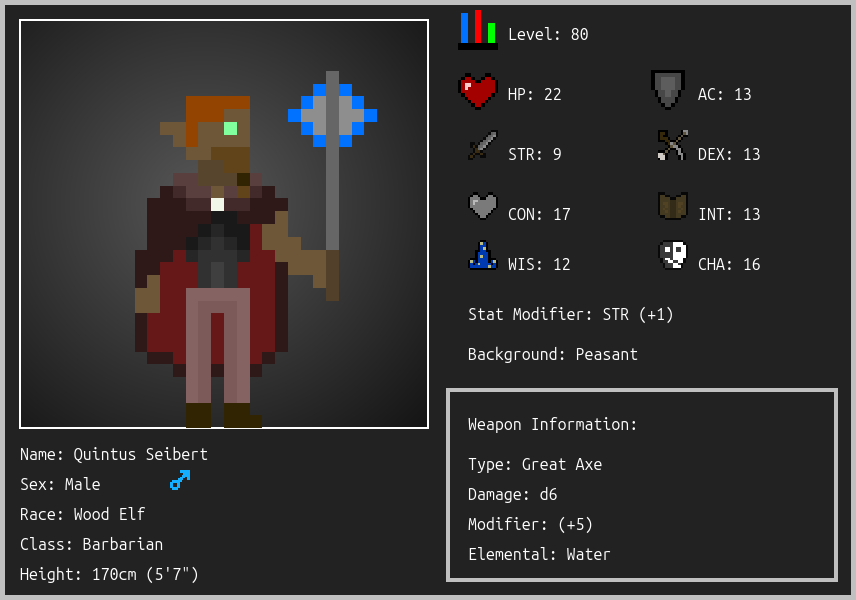 Level: 80
HP: 22
AC: 13
STR: 9
DEX: 13
CON: 17
INT: 13
WIS: 12
CHA: 16
Stat Modifier: STR (+1)
Background: Peasant
Weapon Information:
Type: Great Axe
Damage: d6
Modifier: (+5)
Elemental: Water
Name: Quintus Seibert
Sex: Male
Race: Wood Elf
Class: Barbarian
Height: 170cm (5'7")